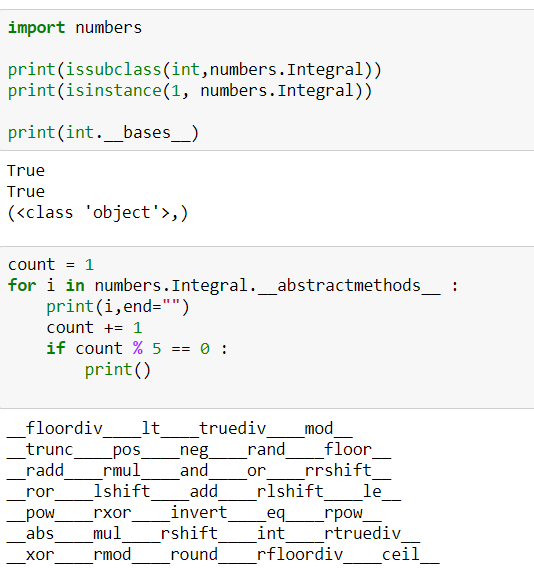 import numbers
print(issubclass(int,numbers.Integral))
print(isinstance(1, numbers.Integral))
print(int.__bases__)
True
True
(<class 'object'>,)
count = 1
for i in numbers.Integral.__abstractmethods__ :
    print(i,end="")
    count += 1
    if count % 5 == 0 :
        print()
__floordiv____lt____truediv____mod__
__trunc____pos____neg____rand____floor__
__radd____rmul____and____or____rrshift__
__ror____lshift____add____rlshift____le__
__pow____rxor____invert____eq____rpow__
__abs____mul____rshift____int____rtruediv__
__xor____rmod____round____rfloordiv____ceil__